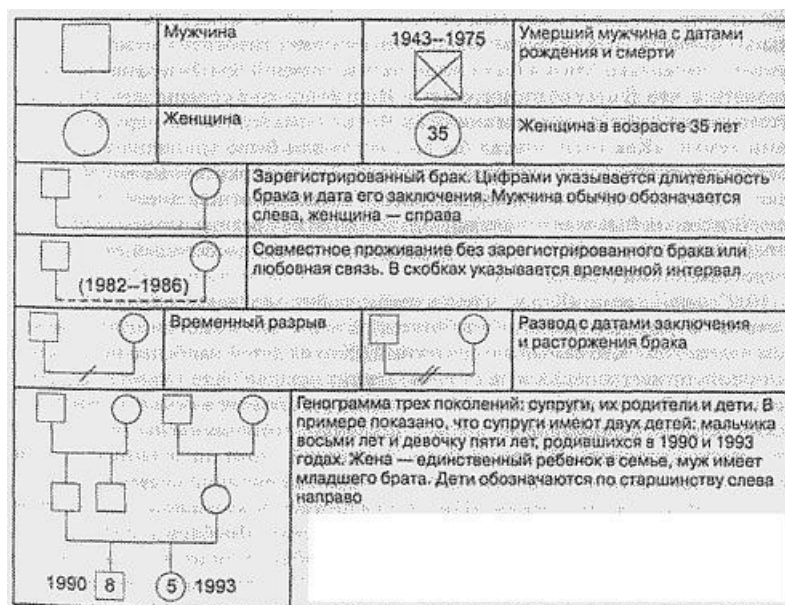 Мужчина
1943–1975
Умерший мужчина с датами
рождения и смерти
Женщина
35
Женщина в возрасте 35 лет
Зарегистрированный брак. Цифрами указывается длительность
брака и дата его заключения. Мужчина обычно обозначается
слева, женщина — справа
(1982–1986)
Совместное проживание без зарегистрированного брака или
любовная связь. В скобках указывается временной интервал
Временный разрыв
Развод с датами заключения
и расторжения брака
Генограмма трех поколений: супруги, их родители и дети. В
примере показано, что супруги имеют двух детей: мальчика
восьми лет и девочку пяти лет, родившихся в 1990 и 1993
годах. Жена — единственный ребенок в семье, муж имеет
младшего брата. Дети обозначаются по старшинству слева
направо
1990 8 5 1993